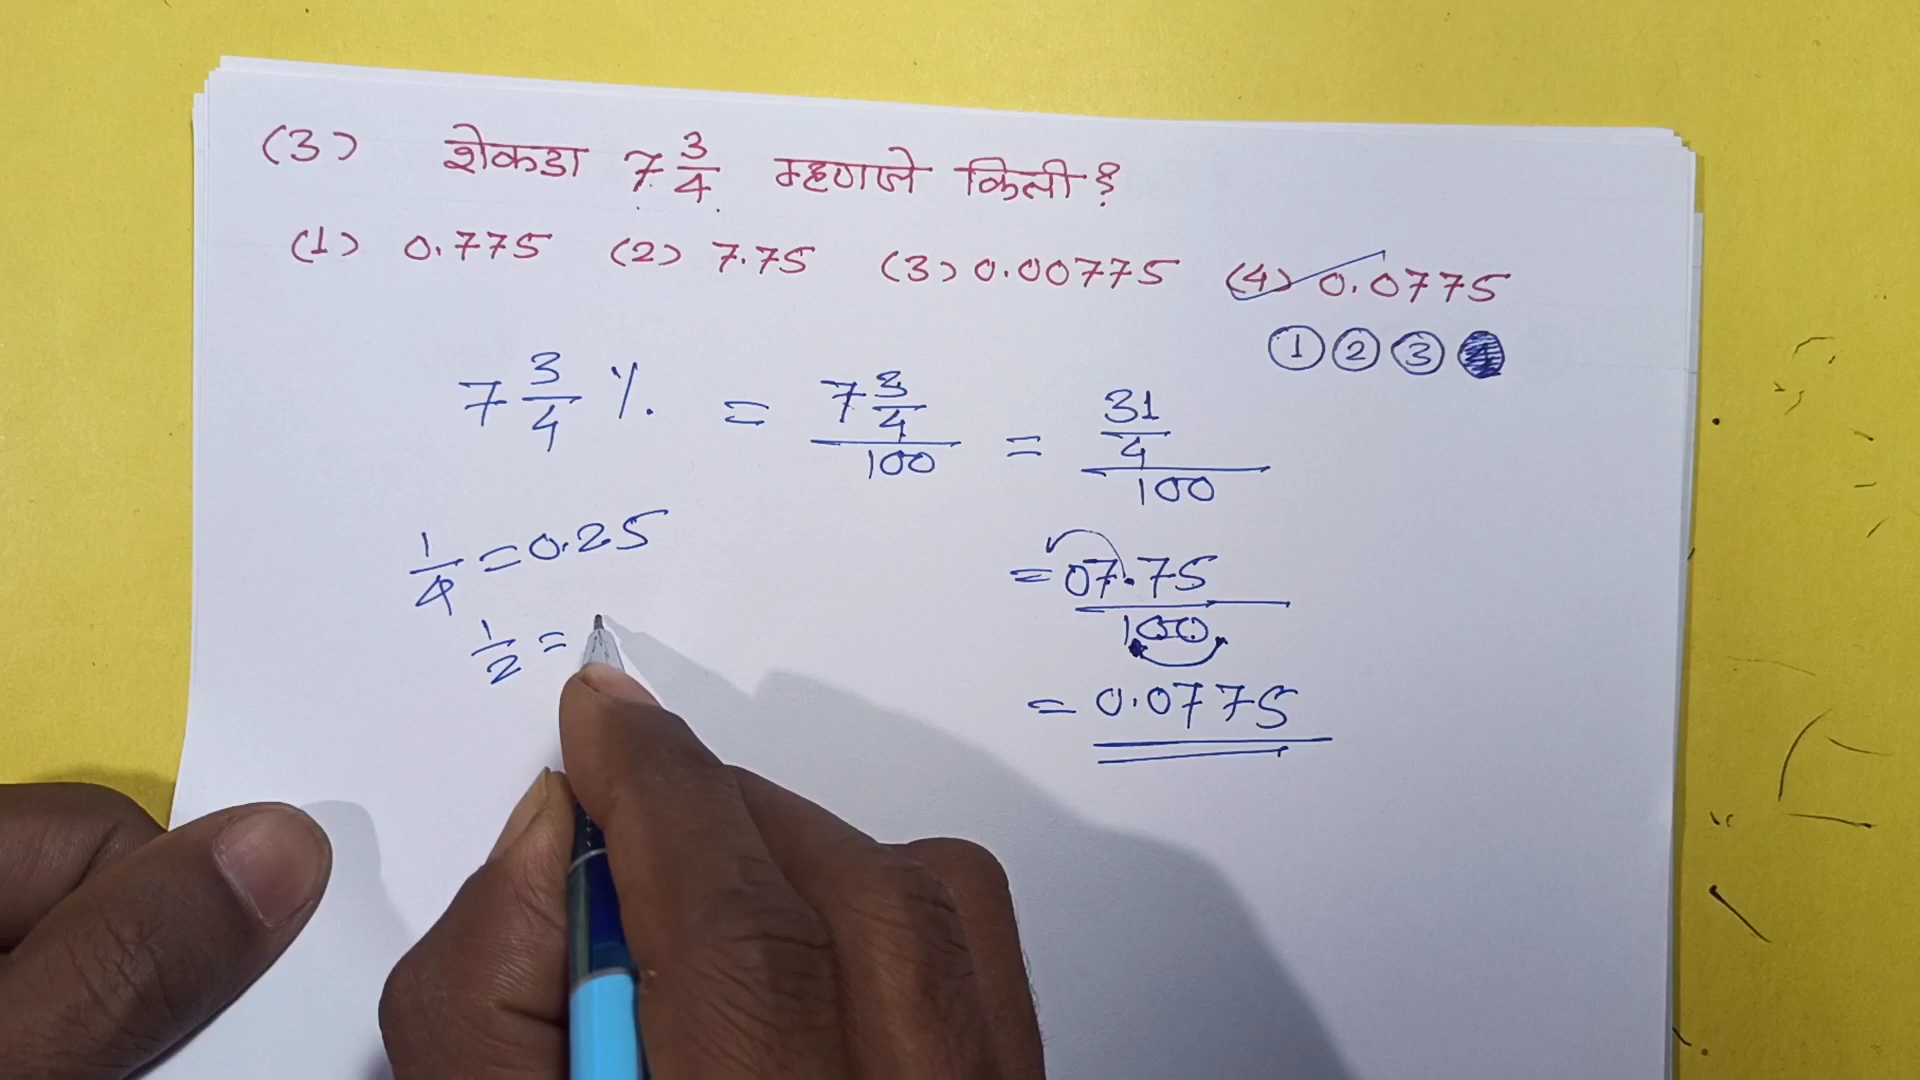 (3) शेकडा 7 3/4 म्हणजे किती?
(1) 0.775 (2) 7.75 (3) 0.00775 (4) 0.0775
1 2 3 4
7 3/4 % = 7 3/4 / 100 = 31/4 / 100
1/4 = 0.25
= 07.75 / 100
1/2 =
= 0.0775